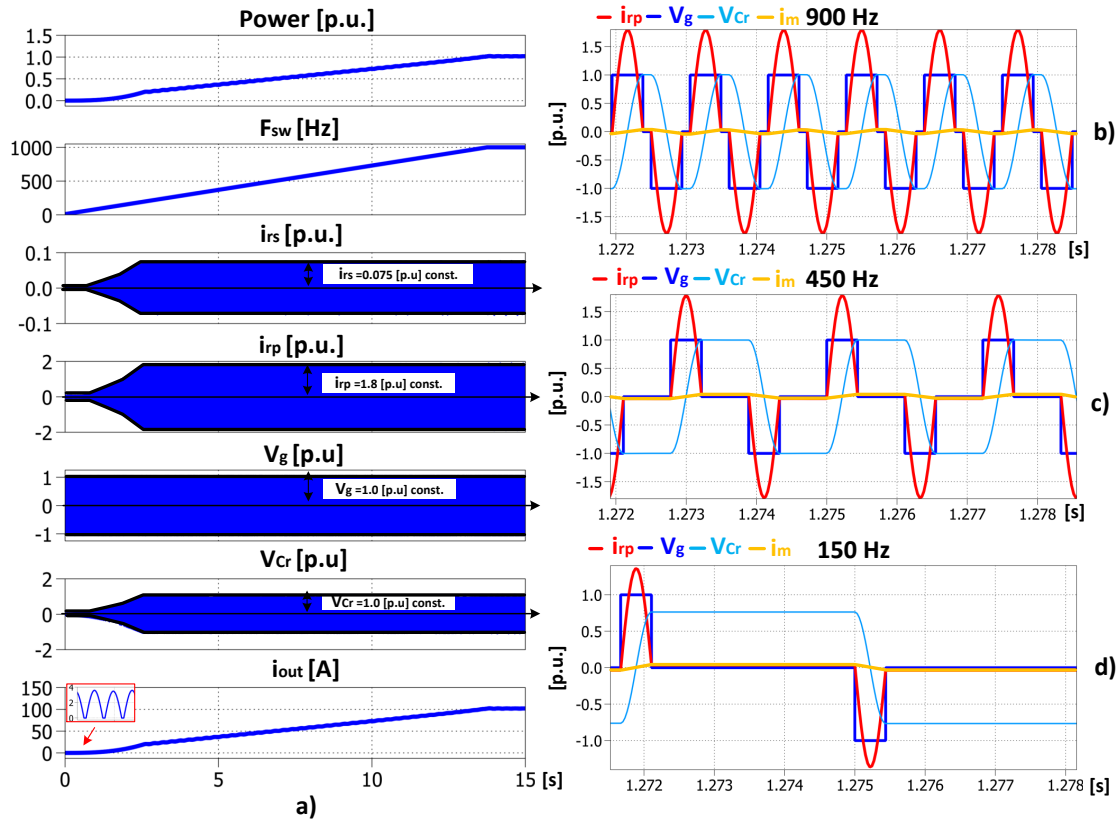 Power [p.u.]
1.5
1.0
0.5
0.0
Fsw [Hz]
1000
500
0
irs [p.u.]
0.1
0.0
-0.1
irs =0.075 [p.u] const.
irp [p.u.]
2
0
-2
irp =1.8 [p.u] const.
Vg [p.u]
1
0
-1
Vg =1.0 [p.u] const.
VCr [p.u]
2
0
-2
VCr =1.0 [p.u] const.
iout [A]
150
100
50
0
4
2
0
0 5 10 15 [s]
a)
irp Vg VCr im 900 Hz
[p.u.]
1.5
1.0
0.5
0.0
-0.5
-1.0
-1.5
b)
1.272 1.273 1.274 1.275 1.276 1.277 1.278
[s]
irp Vg VCr im 450 Hz
[p.u.]
1.5
1.0
0.5
0.0
-0.5
-1.0
-1.5
c)
1.272 1.273 1.274 1.275 1.276 1.277 1.278 [s]
irp Vg VCr im 150 Hz
[p.u.]
1.0
0.5
0.0
-0.5
-1.0
d)
1.272 1.273 1.274 1.275 1.276 1.277 1.278
[s]